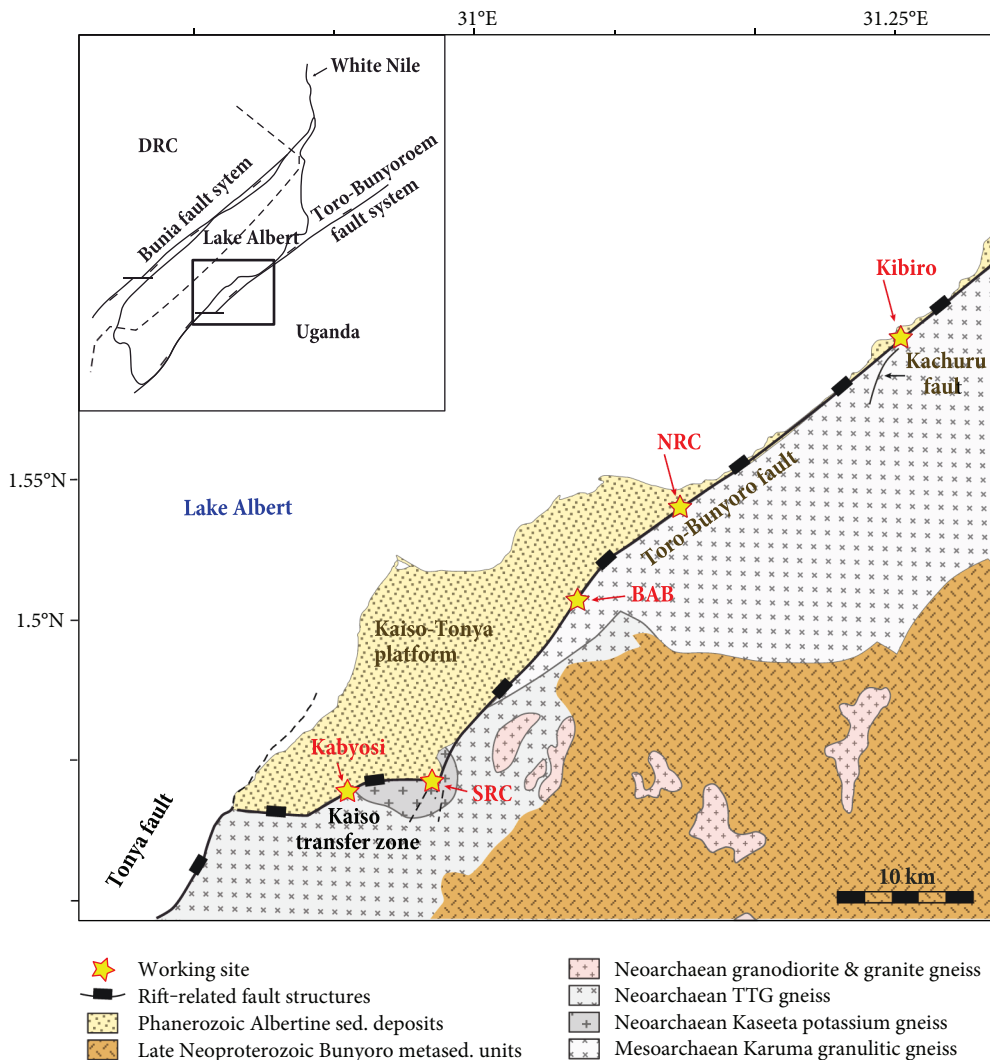 31°E
31.25°E
White Nile
DRC
Bunia fault sytem
Toro-Bunyoroem
fault system
Lake Albert
Uganda
Kibiro
Kachuru
fault
NRC
1.55°N
Toro-Bunyoro fault
Lake Albert
BAB
1.5°N
Kaiso-Tonya
platform
Kabyosi
SRC
Kaiso
transfer zone
Tonya fault
10 km
Working site
Rift-related fault structures
Phanerozoic Albertine sed. deposits
Late Neoproterozoic Bunyoro metased. units
Neoarchaean granodiorite & granite gneiss
Neoarchaean TTG gneiss
Neoarchaean Kaseeta potassium gneiss
Mesoarchaean Karuma granulitic gneiss